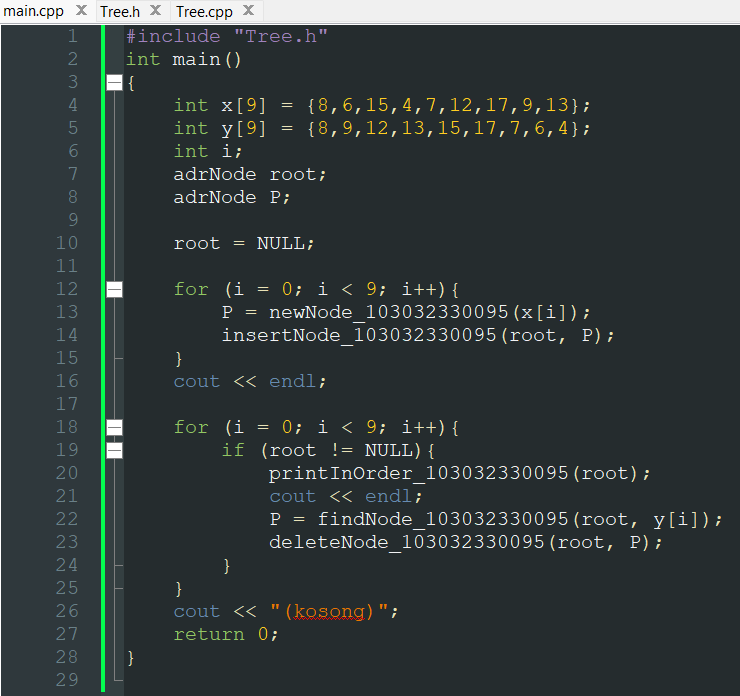 main.cpp X Tree.h X Tree.cpp X
1 #include "Tree.h"
2 int main()
3 {
4     int x[9] = {8,6,15,4,7,12,17,9,13};
5     int y[9] = {8,9,12,13,15,17,7,6,4};
6     int i;
7     adrNode root;
8     adrNode P;
9
10     root = NULL;
11
12     for (i = 0; i < 9; i++){
13         P = newNode_103032330095(x[i]);
14         insertNode_103032330095(root, P);
15     }
16     cout << endl;
17
18     for (i = 0; i < 9; i++){
19         if (root != NULL){
20             printInOrder_103032330095(root);
21             cout << endl;
22             P = findNode_103032330095(root, y[i]);
23             deleteNode_103032330095(root, P);
24         }
25     }
26     cout << "(kosong)";
27     return 0;
28 }
29